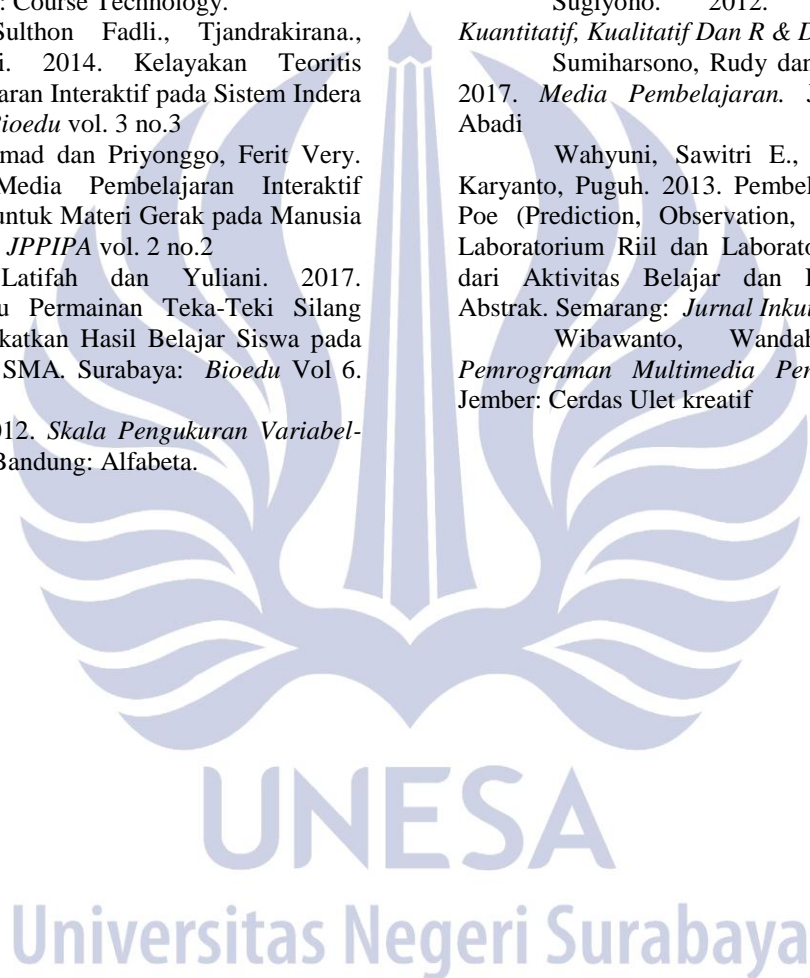 : Course Technology.
Sulthon Fadli., Tjandrakirana.,
i. 2014. Kelayakan Teoritis
aran Interaktif pada Sistem Indera
Bioedu vol. 3 no.3
mad dan Priyonggo, Ferit Very.
Media Pembelajaran Interaktif
untuk Materi Gerak pada Manusia
JPPIPA vol. 2 no.2
Latifah dan Yuliani. 2017.
u Permainan Teka-Teki Silang
katkan Hasil Belajar Siswa pada
SMA. Surabaya: Bioedu Vol 6.
012. Skala Pengukuran Variabel-
Bandung: Alfabeta.
Sugiyono. 2012.
Kuantitatif, Kualitatif Dan R & D
Sumiharsono, Rudy dan
2017. Media Pembelajaran.
Abadi
Wahyuni, Sawitri E.,
Karyanto, Puguh. 2013. Pembel
Poe (Prediction, Observation,
Laboratorium Riil dan Laborato
dari Aktivitas Belajar dan
Abstrak. Semarang: Jurnal Inku
Wibawanto, Wandah
Pemrograman Multimedia Pem
Jember: Cerdas Ulet kreatif
UNESA
Universitas Negeri Surabaya